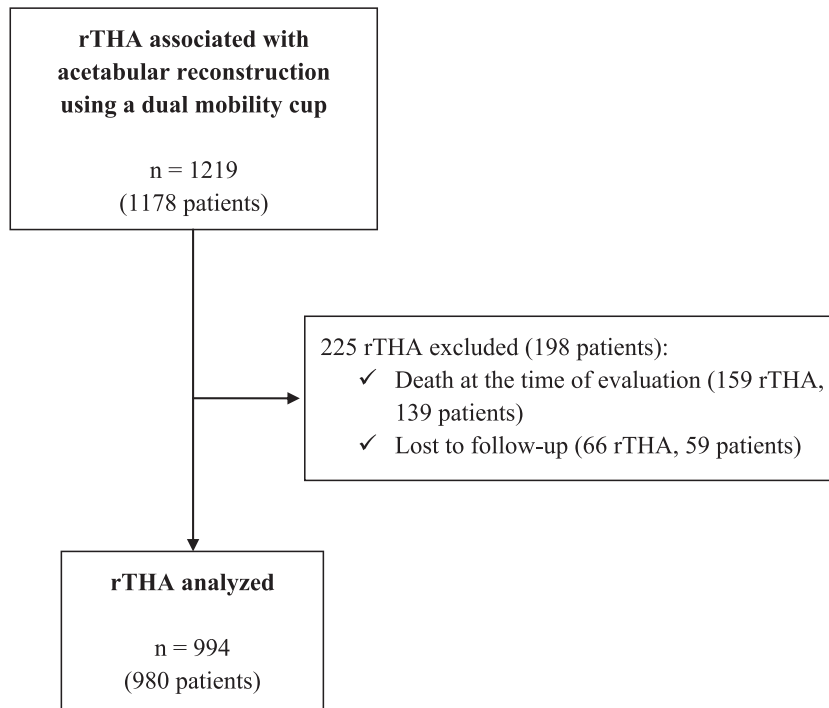 rTHA associated with
acetabular reconstruction
using a dual mobility cup
n = 1219
(1178 patients)
225 rTHA excluded (198 patients):
✓ Death at the time of evaluation (159 rTHA,
139 patients)
✓ Lost to follow-up (66 rTHA, 59 patients)
rTHA analyzed
n = 994
(980 patients)